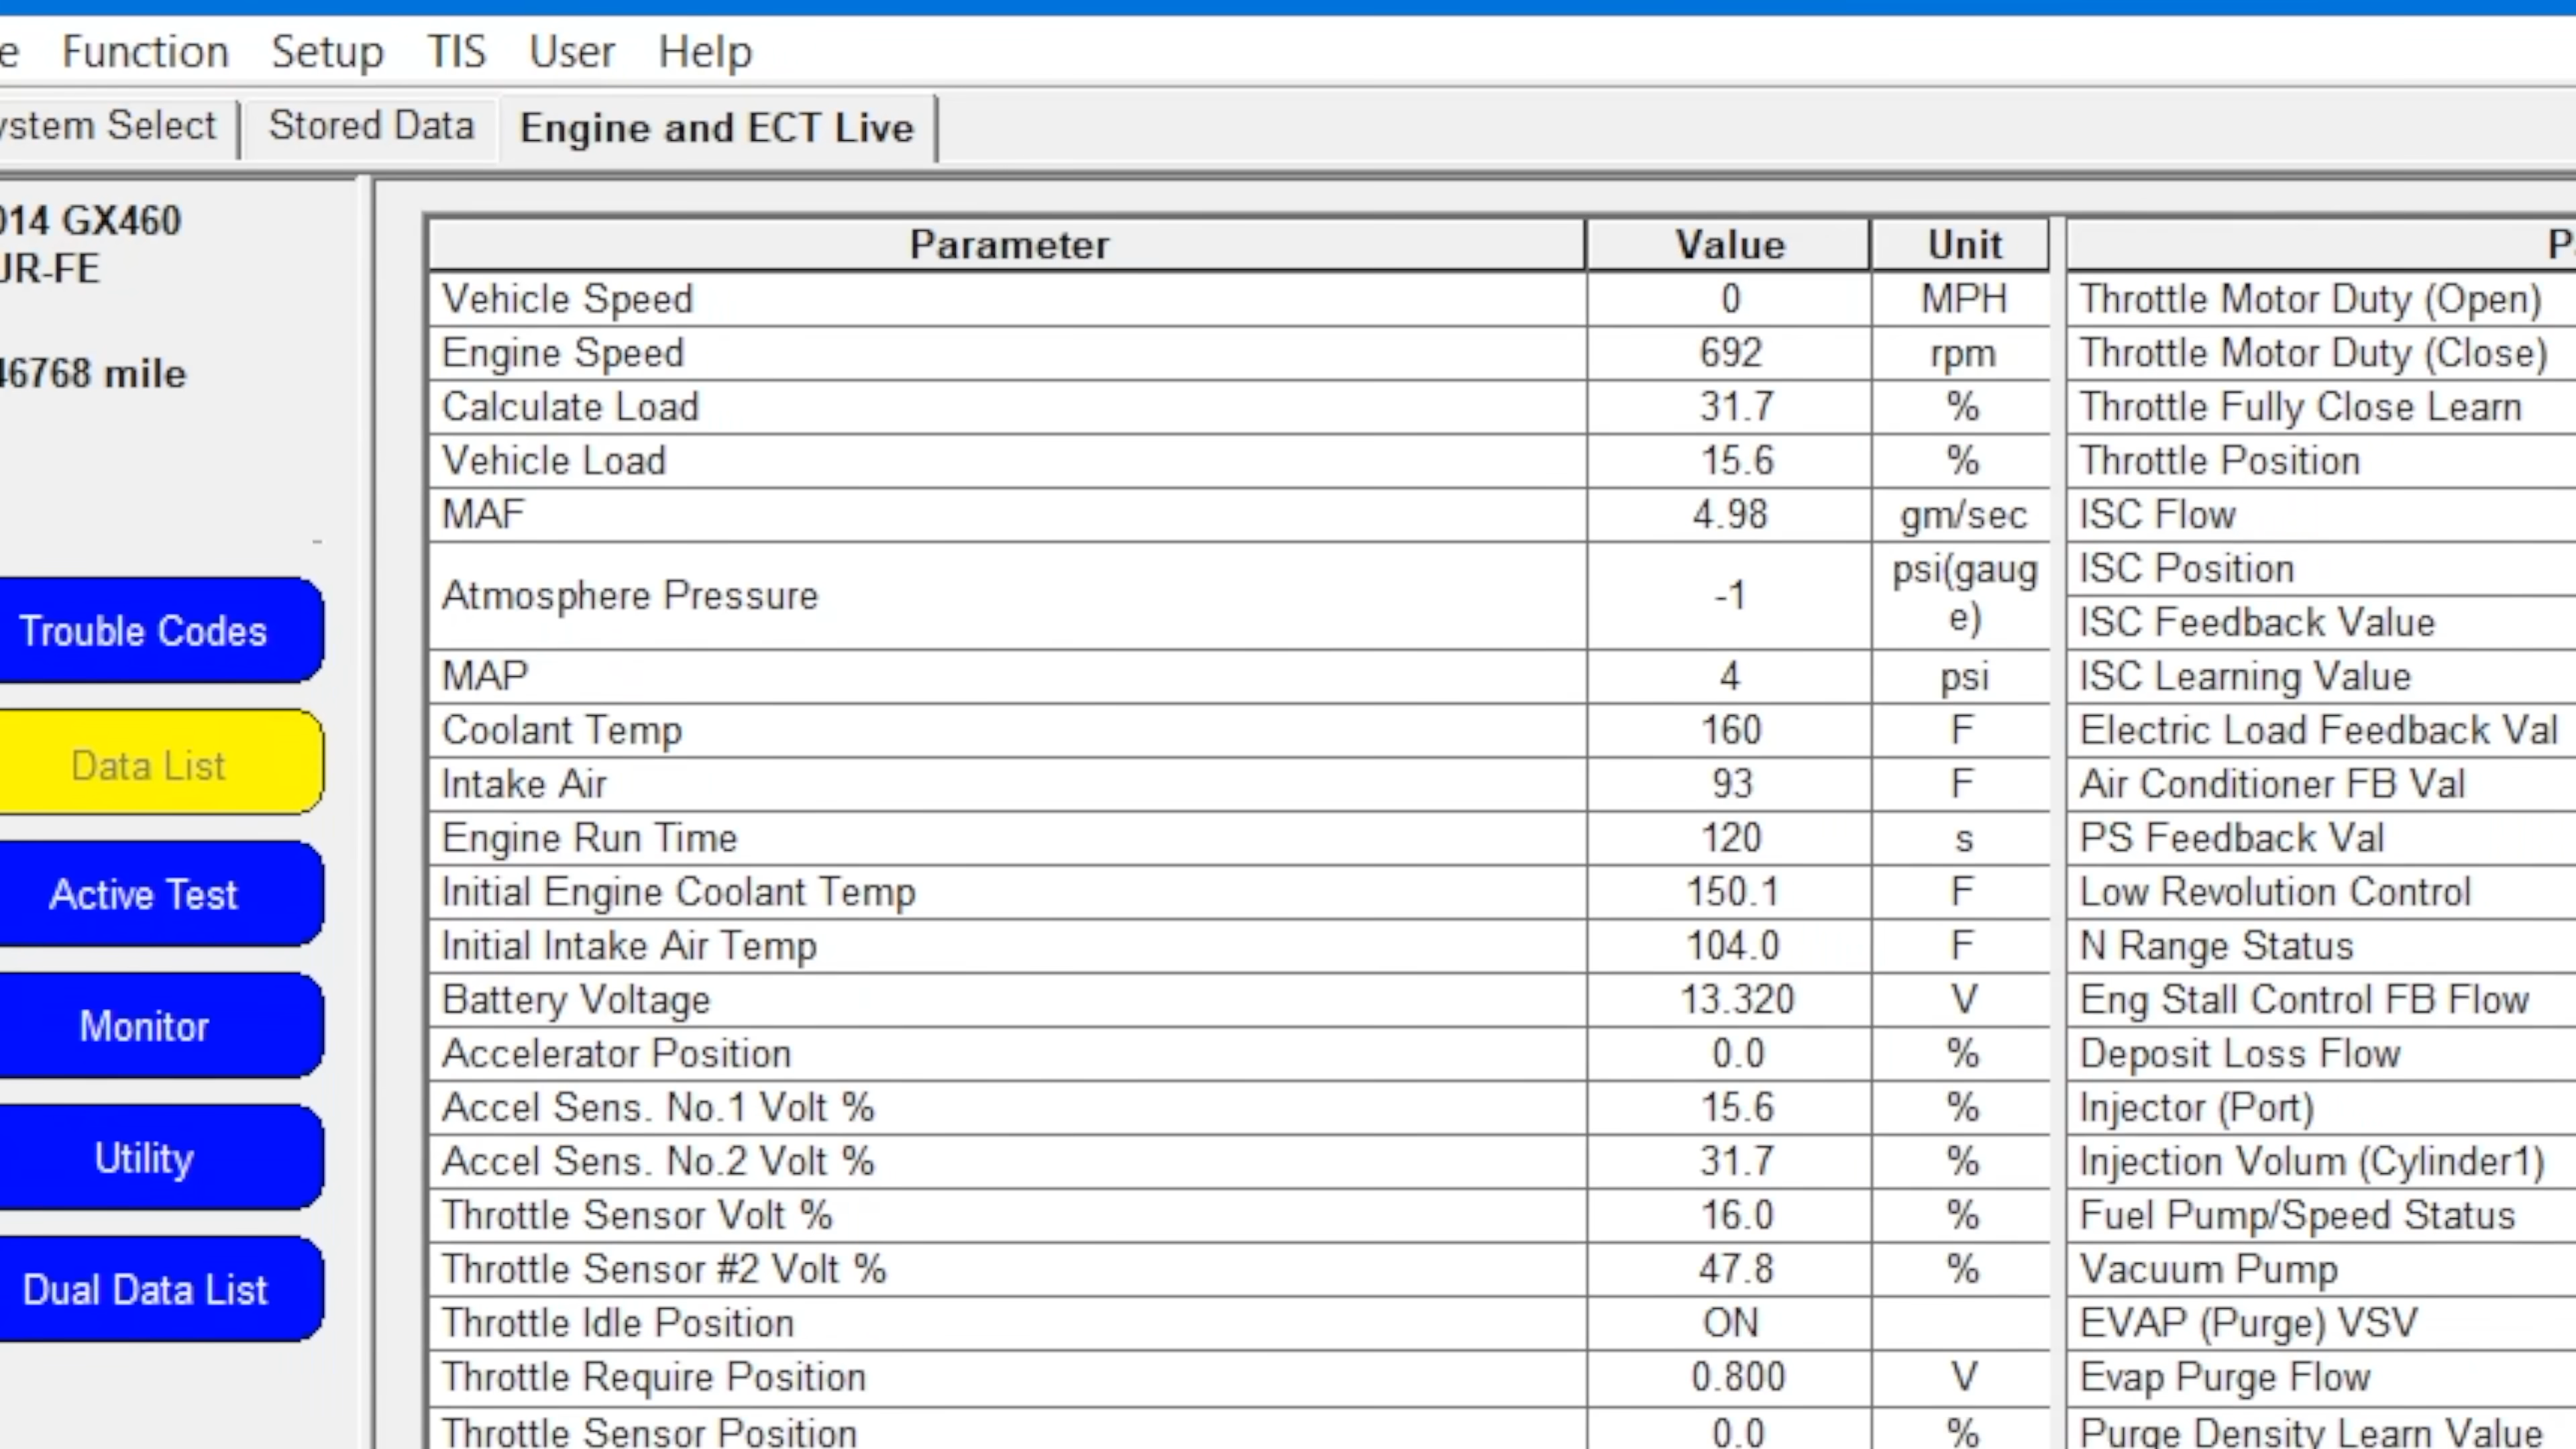 e Function Setup TIS User Help
ystem Select Stored Data Engine and ECT Live
014 GX460
UR-FE
46768 mile
Trouble Codes
Data List
Active Test
Monitor
Utility
Dual Data List
Parameter Value Unit
Vehicle Speed 0 MPH
Engine Speed 692 rpm
Calculate Load 31.7 %
Vehicle Load 15.6 %
MAF 4.98 gm/sec
Atmosphere Pressure -1 psi(gaug
e)
MAP 4 psi
Coolant Temp 160 F
Intake Air 93 F
Engine Run Time 120 s
Initial Engine Coolant Temp 150.1 F
Initial Intake Air Temp 104.0 F
Battery Voltage 13.320 V
Accelerator Position 0.0 %
Accel Sens. No.1 Volt % 15.6 %
Accel Sens. No.2 Volt % 31.7 %
Throttle Sensor Volt % 16.0 %
Throttle Sensor #2 Volt % 47.8 %
Throttle Idle Position ON
Throttle Require Position 0.800 V
Throttle Sensor Position 0.0 %
Pa
Throttle Motor Duty (Open)
Throttle Motor Duty (Close)
Throttle Fully Close Learn
Throttle Position
ISC Flow
ISC Position
ISC Feedback Value
ISC Learning Value
Electric Load Feedback Val
Air Conditioner FB Val
PS Feedback Val
Low Revolution Control
N Range Status
Eng Stall Control FB Flow
Deposit Loss Flow
Injector (Port)
Injection Volum (Cylinder1)
Fuel Pump/Speed Status
Vacuum Pump
EVAP (Purge) VSV
Evap Purge Flow
Purge Density Learn Value